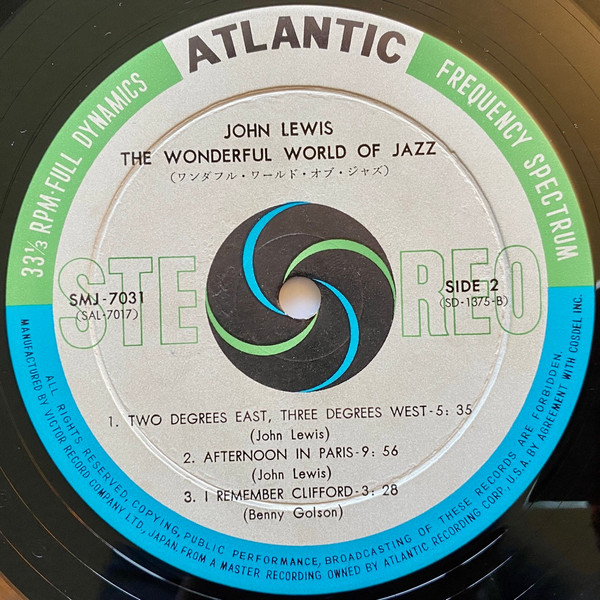 ATLANTIC
33⅓ RPM·FULL DYNAMICS
FREQUENCY SPECTRUM
JOHN LEWIS
THE WONDERFUL WORLD OF JAZZ
(ワンダフル・ワールド・オブ・ジャズ)
STEREO
SMJ-7031
(SAL-7017)
SIDE 2
(SD-1375-B)
1. TWO DEGREES EAST, THREE DEGREES WEST-5: 35
(John Lewis)
2. AFTERNOON IN PARIS-9: 56
(John Lewis)
3. I REMEMBER CLIFFORD-3: 28
(Benny Golson)
ALL RIGHTS RESERVED, COPYING, PUBLIC PERFORMANCE, BROADCASTING OF THESE RECORDS ARE FORBIDDEN.
MANUFACTURED BY VICTOR RECORD COMPANY LTD., JAPAN. FROM A MASTER RECORDING OWNED BY ATLANTIC RECORDING CORP., U.S.A. BY AGREEMENT WITH COSDEL INC.